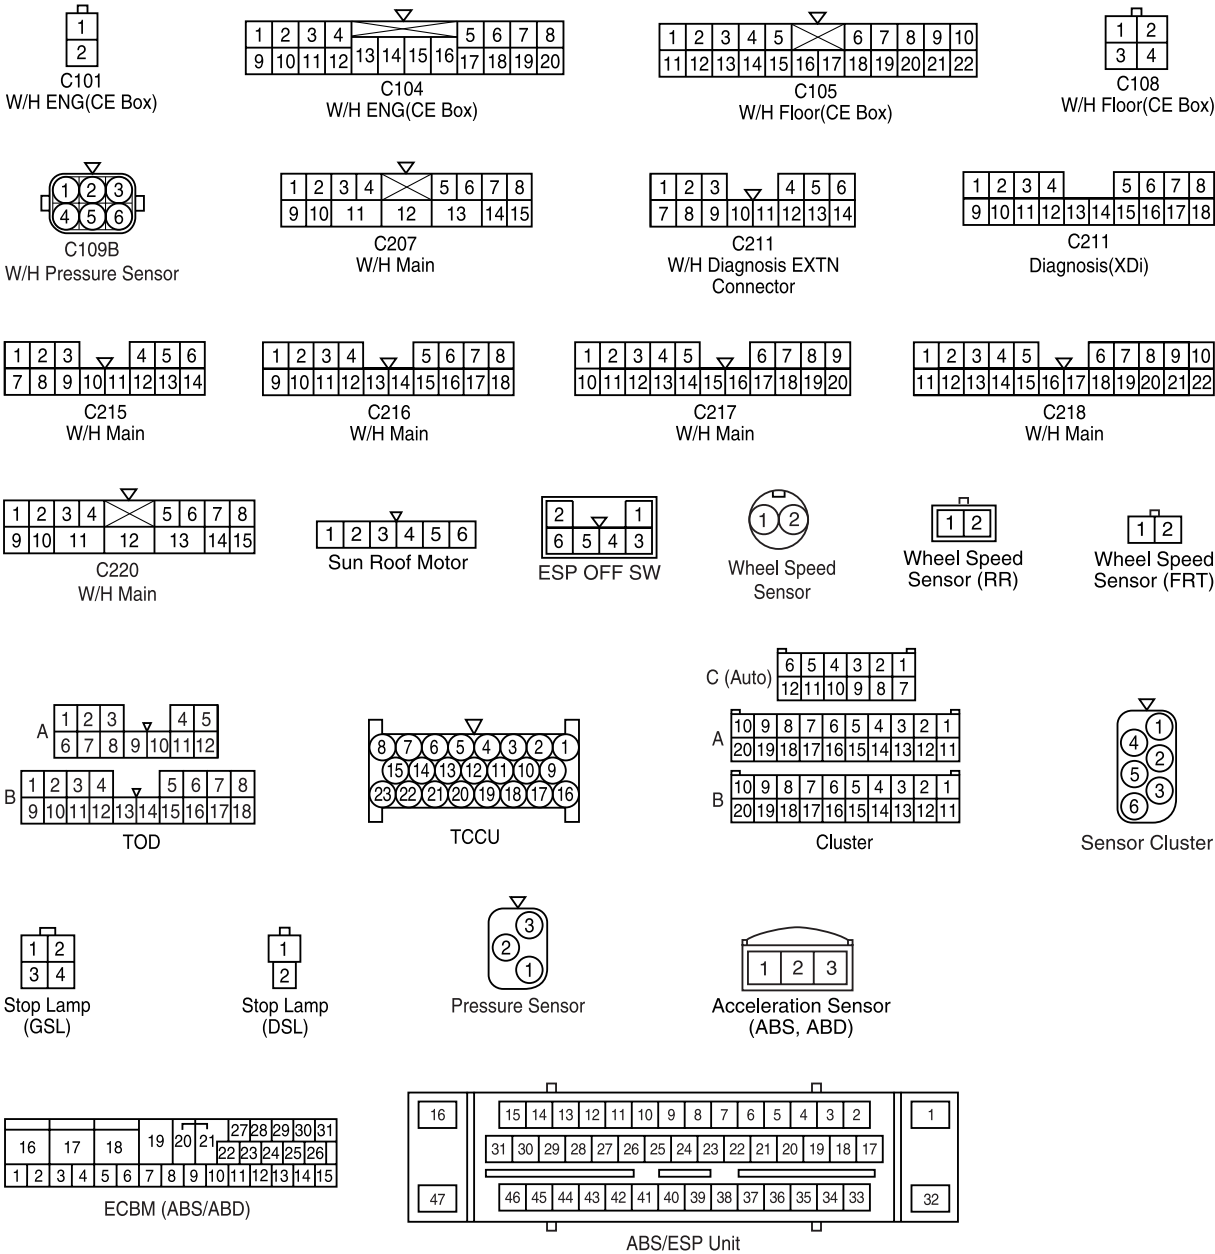 1
2
C101
W/H ENG(CE Box)
1 2 3 4 5 6 7 8
9 10 11 12 13 14 15 16 17 18 19 20
C104
W/H ENG(CE Box)
1 2 3 4 5 6 7 8 9 10
11 12 13 14 15 16 17 18 19 20 21 22
C105
W/H Floor(CE Box)
1 2
3 4
C108
W/H Floor(CE Box)
1 2 3
4 5 6
C109B
W/H Pressure Sensor
1 2 3 4 5 6 7 8
9 10 11 12 13 14 15
C207
W/H Main
1 2 3 4 5 6
7 8 9 10 11 12 13 14
C211
W/H Diagnosis EXTN
Connector
1 2 3 4 5 6 7 8
9 10 11 12 13 14 15 16 17 18
C211
Diagnosis(XDi)
1 2 3 4 5 6
7 8 9 10 11 12 13 14
C215
W/H Main
1 2 3 4 5 6 7 8
9 10 11 12 13 14 15 16 17 18
C216
W/H Main
1 2 3 4 5 6 7 8 9
10 11 12 13 14 15 16 17 18 19 20
C217
W/H Main
1 2 3 4 5 6 7 8 9 10
11 12 13 14 15 16 17 18 19 20 21 22
C218
W/H Main
1 2 3 4 5 6 7 8
9 10 11 12 13 14 15
C220
W/H Main
1 2 3 4 5 6
Sun Roof Motor
2 1
6 5 4 3
ESP OFF SW
1 2
Wheel Speed
Sensor
1 2
Wheel Speed
Sensor (RR)
1 2
Wheel Speed
Sensor (FRT)
A
1 2 3 4 5
6 7 8 9 10 11 12
B
1 2 3 4 5 6 7 8
9 10 11 12 13 14 15 16 17 18
TOD
8 7 6 5 4 3 2 1
15 14 13 12 11 10 9
23 22 21 20 19 18 17 16
TCCU
C (Auto)
6 5 4 3 2 1
12 11 10 9 8 7
A
10 9 8 7 6 5 4 3 2 1
20 19 18 17 16 15 14 13 12 11
B
10 9 8 7 6 5 4 3 2 1
20 19 18 17 16 15 14 13 12 11
Cluster
1
4
2
5
3
6
Sensor Cluster
1 2
3 4
Stop Lamp
(GSL)
1
2
Stop Lamp
(DSL)
3
2
1
Pressure Sensor
1 2 3
Acceleration Sensor
(ABS, ABD)
27 28 29 30 31
16 17 18 19 20 21
22 23 24 25 26
1 2 3 4 5 6 7 8 9 10 11 12 13 14 15
ECBM (ABS/ABD)
16 15 14 13 12 11 10 9 8 7 6 5 4 3 2 1
31 30 29 28 27 26 25 24 23 22 21 20 19 18 17
47 46 45 44 43 42 41 40 39 38 37 36 35 34 33 32
ABS/ESP Unit